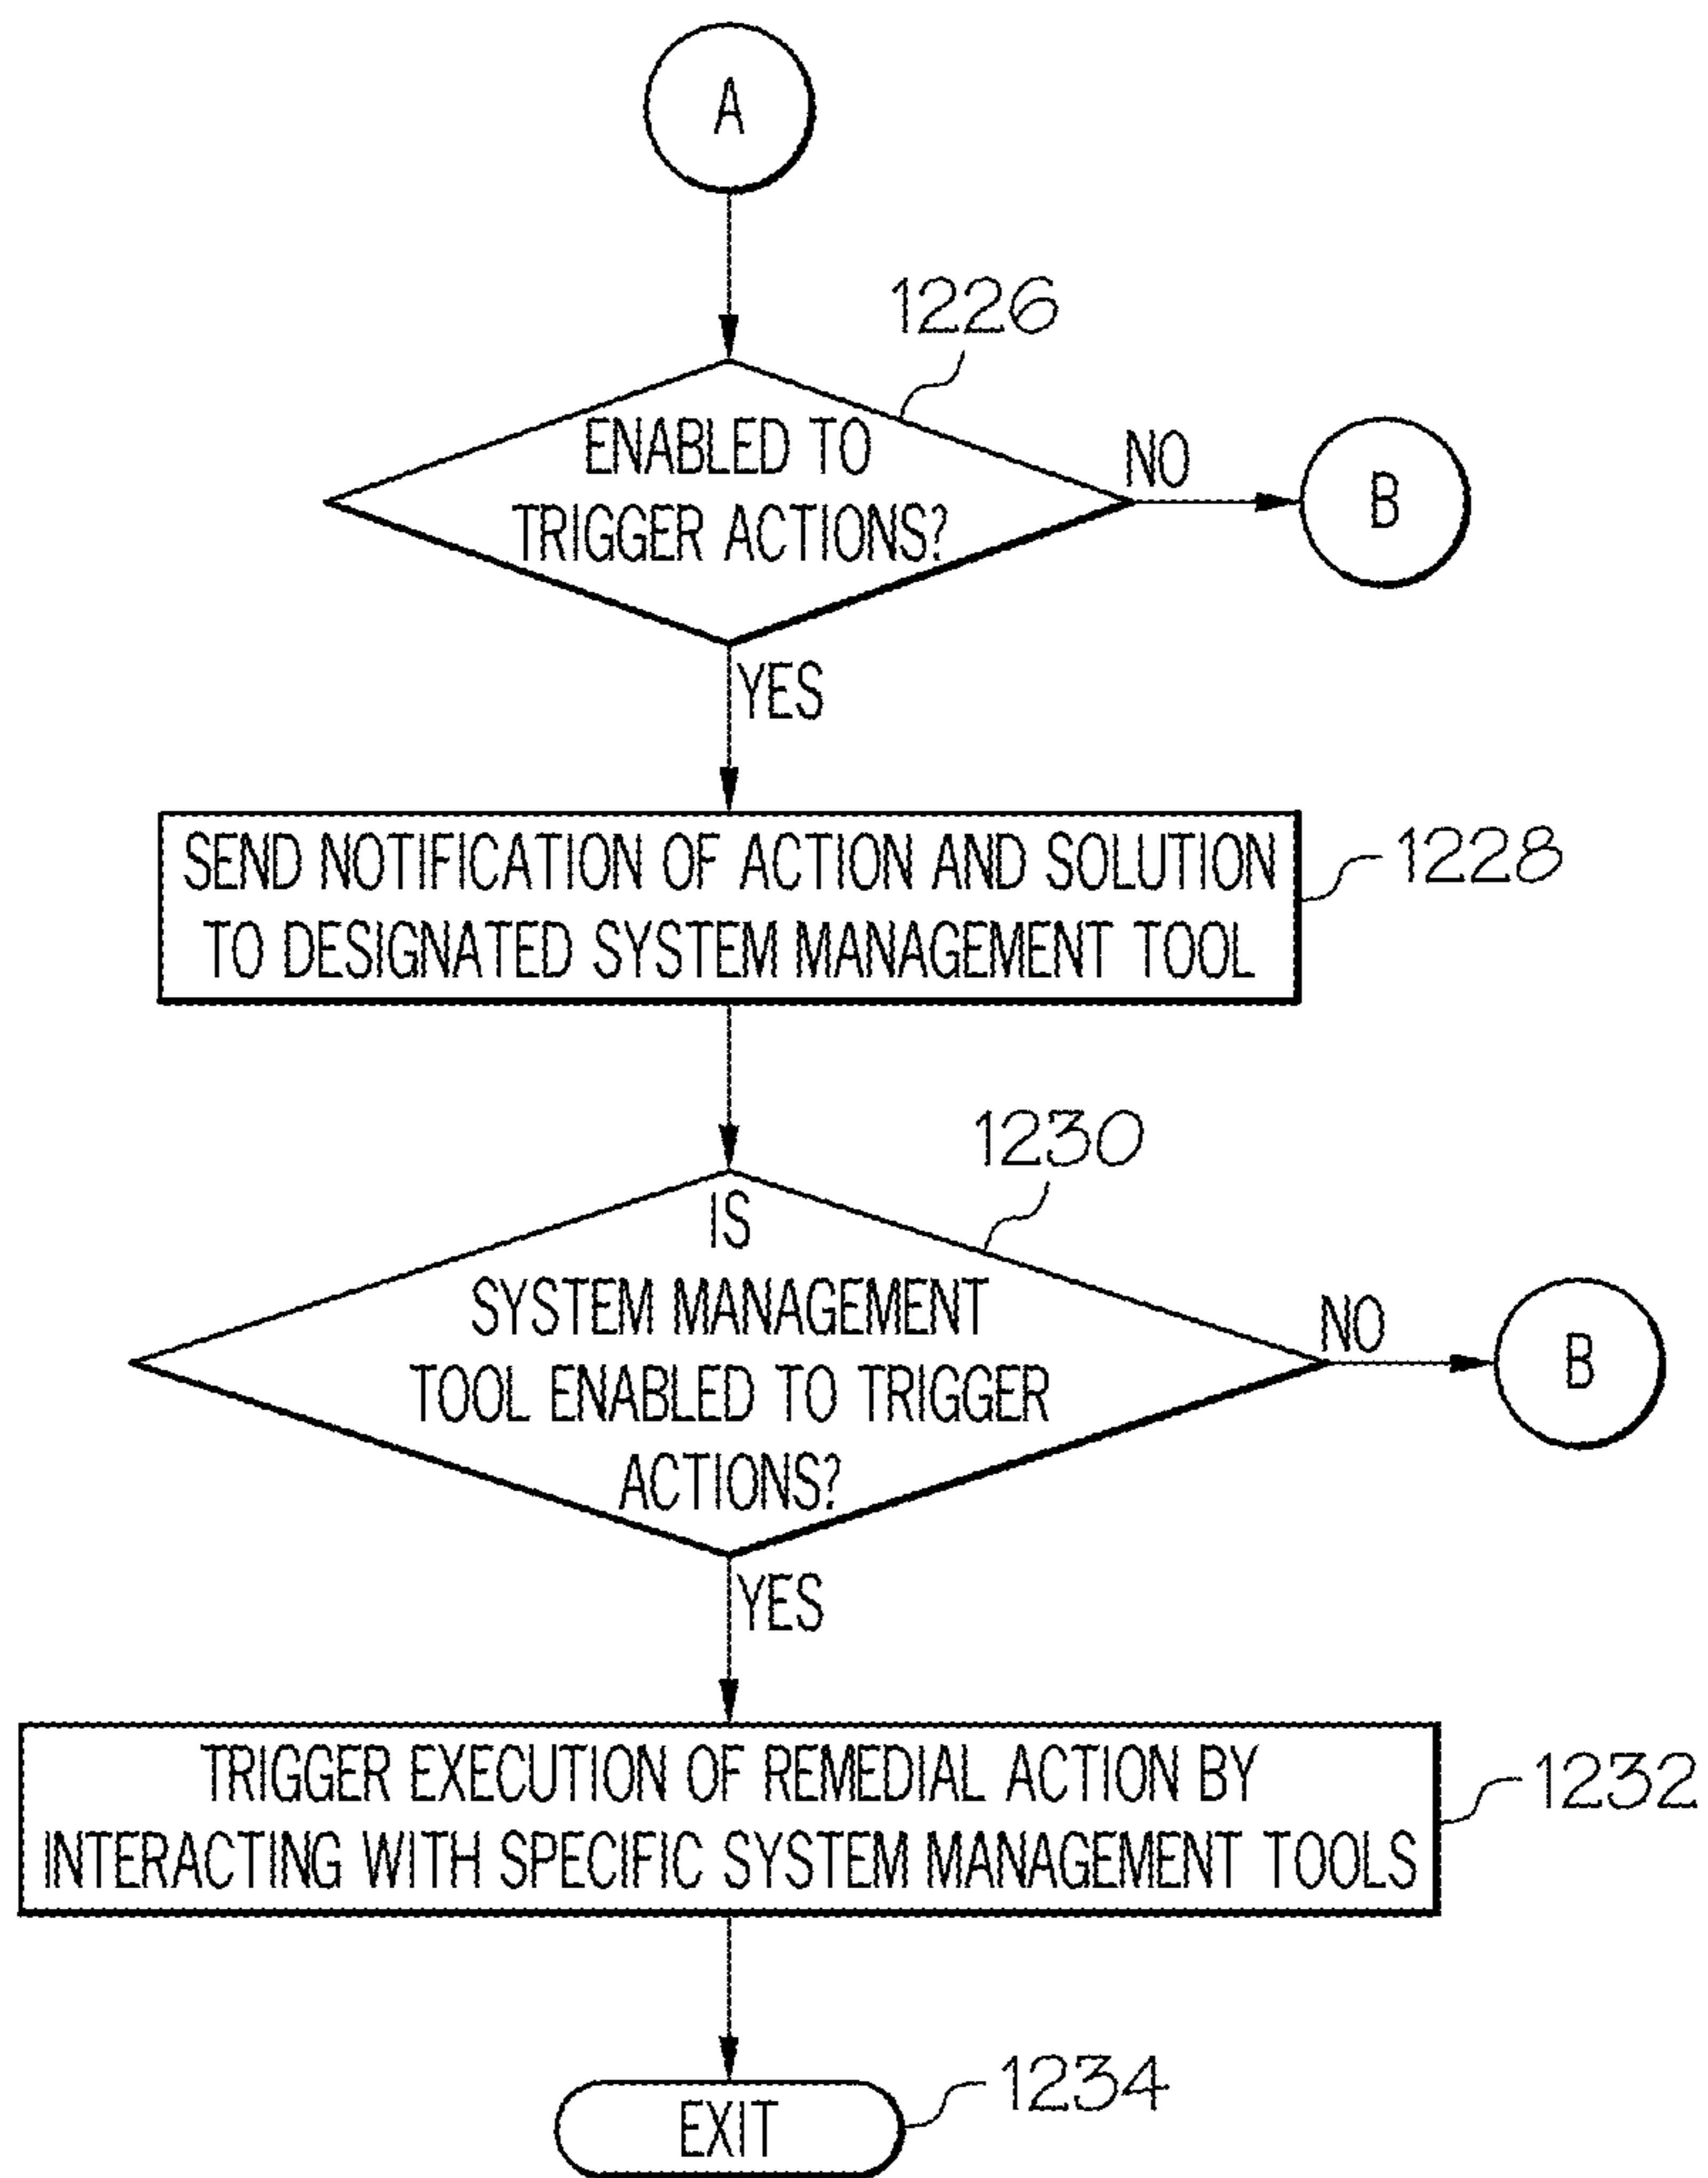 A
1226
ENABLED TO
TRIGGER ACTIONS?
NO
B
YES
SEND NOTIFICATION OF ACTION AND SOLUTION
TO DESIGNATED SYSTEM MANAGEMENT TOOL
1228
1230
IS
SYSTEM MANAGEMENT
TOOL ENABLED TO TRIGGER
ACTIONS?
NO
B
YES
TRIGGER EXECUTION OF REMEDIAL ACTION BY
INTERACTING WITH SPECIFIC SYSTEM MANAGEMENT TOOLS
1232
EXIT
1234